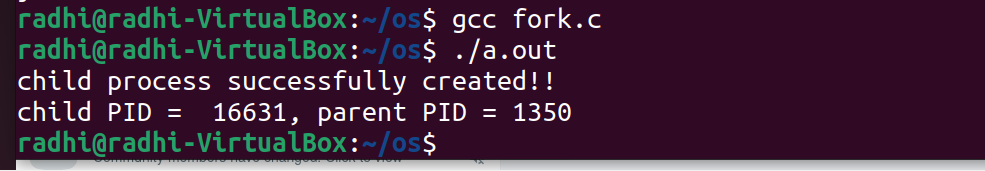 radhi@radhi-VirtualBox:~/os$ gcc fork.c
radhi@radhi-VirtualBox:~/os$ ./a.out
child process successfully created!!
child PID =  16631, parent PID = 1350
radhi@radhi-VirtualBox:~/os$
Community members have changed. Click to view